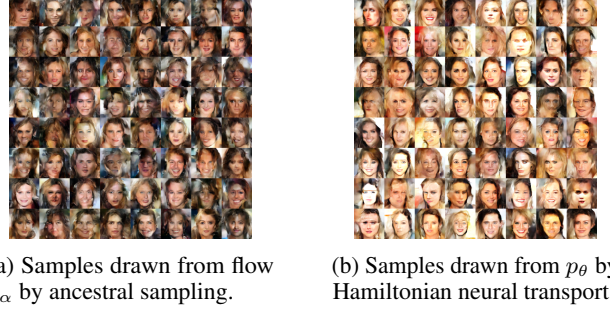 a) Samples drawn from flow
α by ancestral sampling.
(b) Samples drawn from pθ by
Hamiltonian neural transport